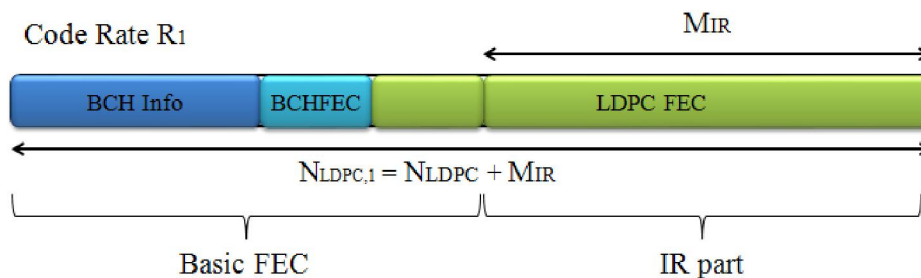 Code Rate R1
MIR
BCH Info
BCHFEC
LDPC FEC
NLDPC,1 = NLDPC + MIR
Basic FEC
IR part